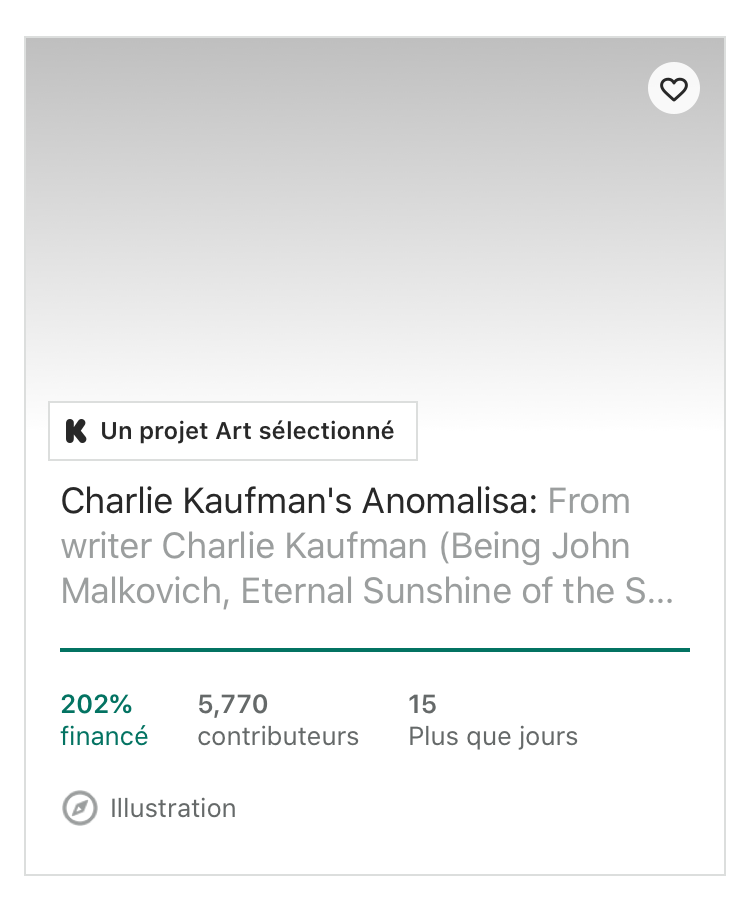 Un projet Art sélectionné
Charlie Kaufman's Anomalisa: From
writer Charlie Kaufman (Being John
Malkovich, Eternal Sunshine of the S...
202%
financé
5,770
contributeurs
15
Plus que jours
Illustration